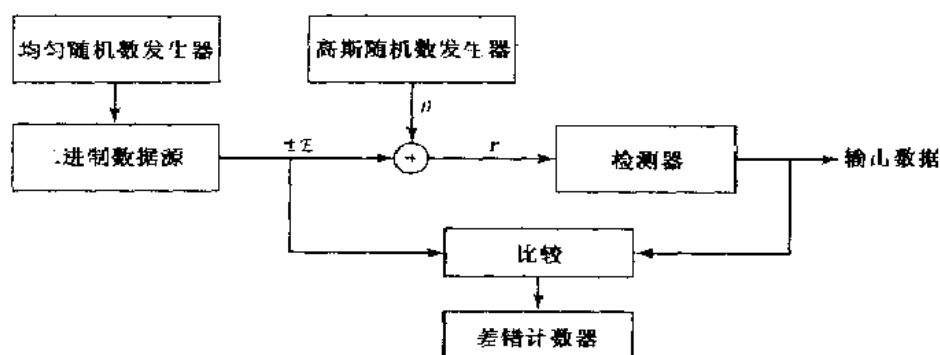 均匀随机数发生器
高斯随机数发生器
n
二进制数据源
±E
+
r
检测器
输出数据
比较
差错计数器